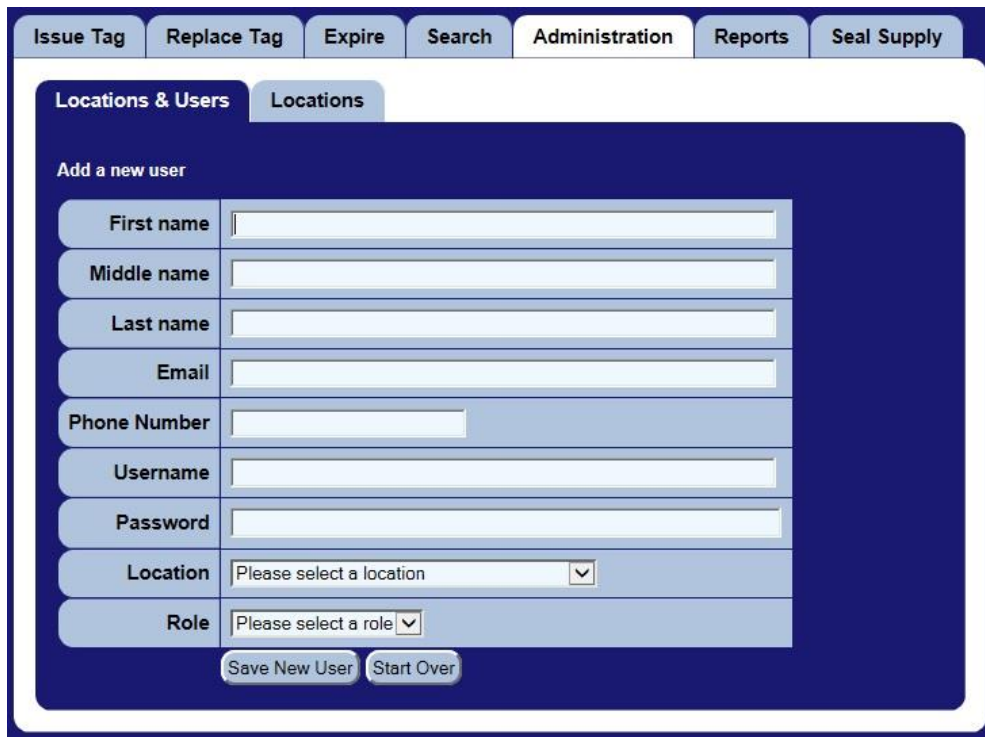 Issue Tag Replace Tag Expire Search Administration Reports Seal Supply
Locations & Users Locations
Add a new user
First name
Middle name
Last name
Email
Phone Number
Username
Password
Location Please select a location
Role Please select a role
Save New User Start Over